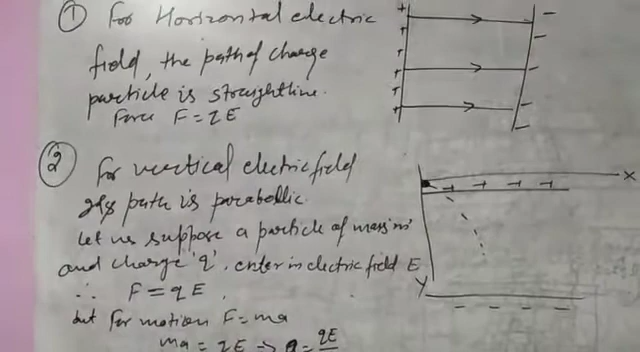 ① For Horizontal electric
field, the path of charge
particle is straight line.
Force F = qE
+ + + + + + +
− − − − −
② For vertical electric field
path is parabolic.
Let us suppose a particle of mass 'm'
and charge 'q', enter in electric field E
∴ F = qE,
but for motion F = ma
ma = qE ⇒ a = qE
X
+ + + +
Y
− − − − −